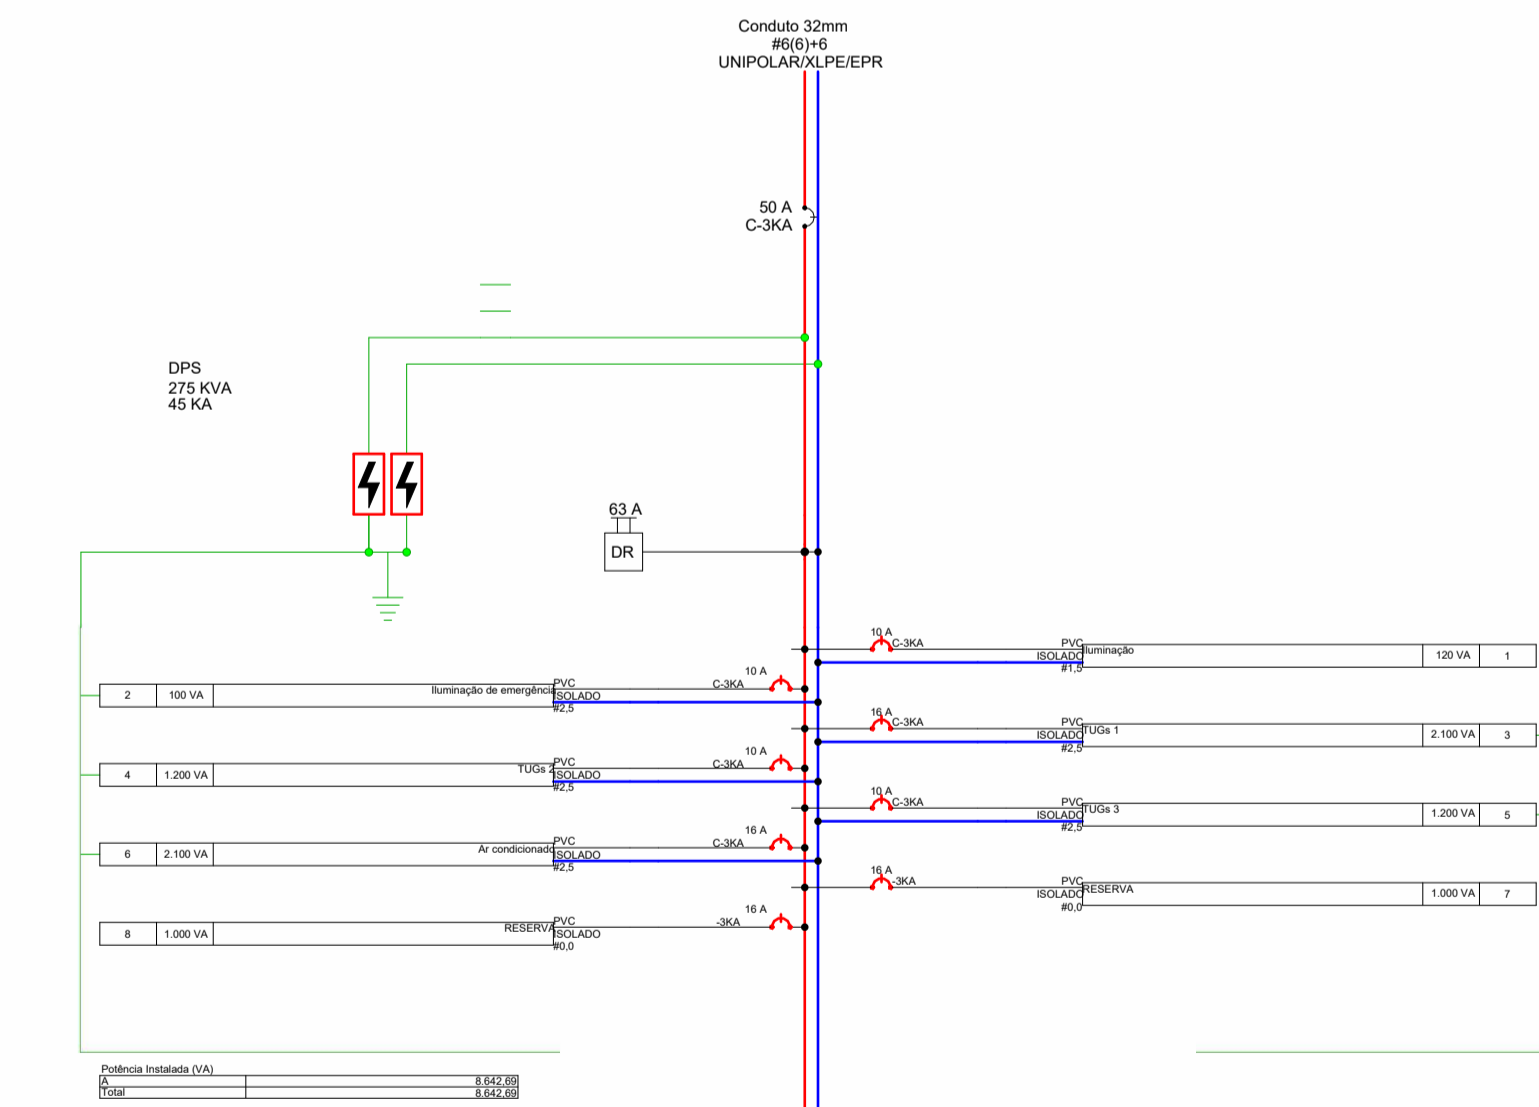 Conduto 32mm
#6(6)+6
UNIPOLAR/XLPE/EPR
50 A
C-3KA
DPS
275 KVA
45 KA
63 A
DR
10 A
C-3KA
PVC
ISOLADO
#1,5
Iluminação
120 VA
1
2
100 VA
Iluminação de emergência
PVC
ISOLADO
#2,5
C-3KA
10 A
16 A
C-3KA
PVC
ISOLADO
#2,5
TUGs 1
2.100 VA
3
4
1.200 VA
TUGs 2
PVC
ISOLADO
#2,5
C-3KA
10 A
10 A
C-3KA
PVC
ISOLADO
#2,5
TUGs 3
1.200 VA
5
6
2.100 VA
Ar condicionado
PVC
ISOLADO
#2,5
C-3KA
16 A
16 A
-3KA
PVC
ISOLADO
#0,0
RESERVA
1.000 VA
7
8
1.000 VA
RESERVA
PVC
ISOLADO
#0,0
-3KA
16 A
Potência Instalada (VA)
A 8.642,69
Total 8.642,69